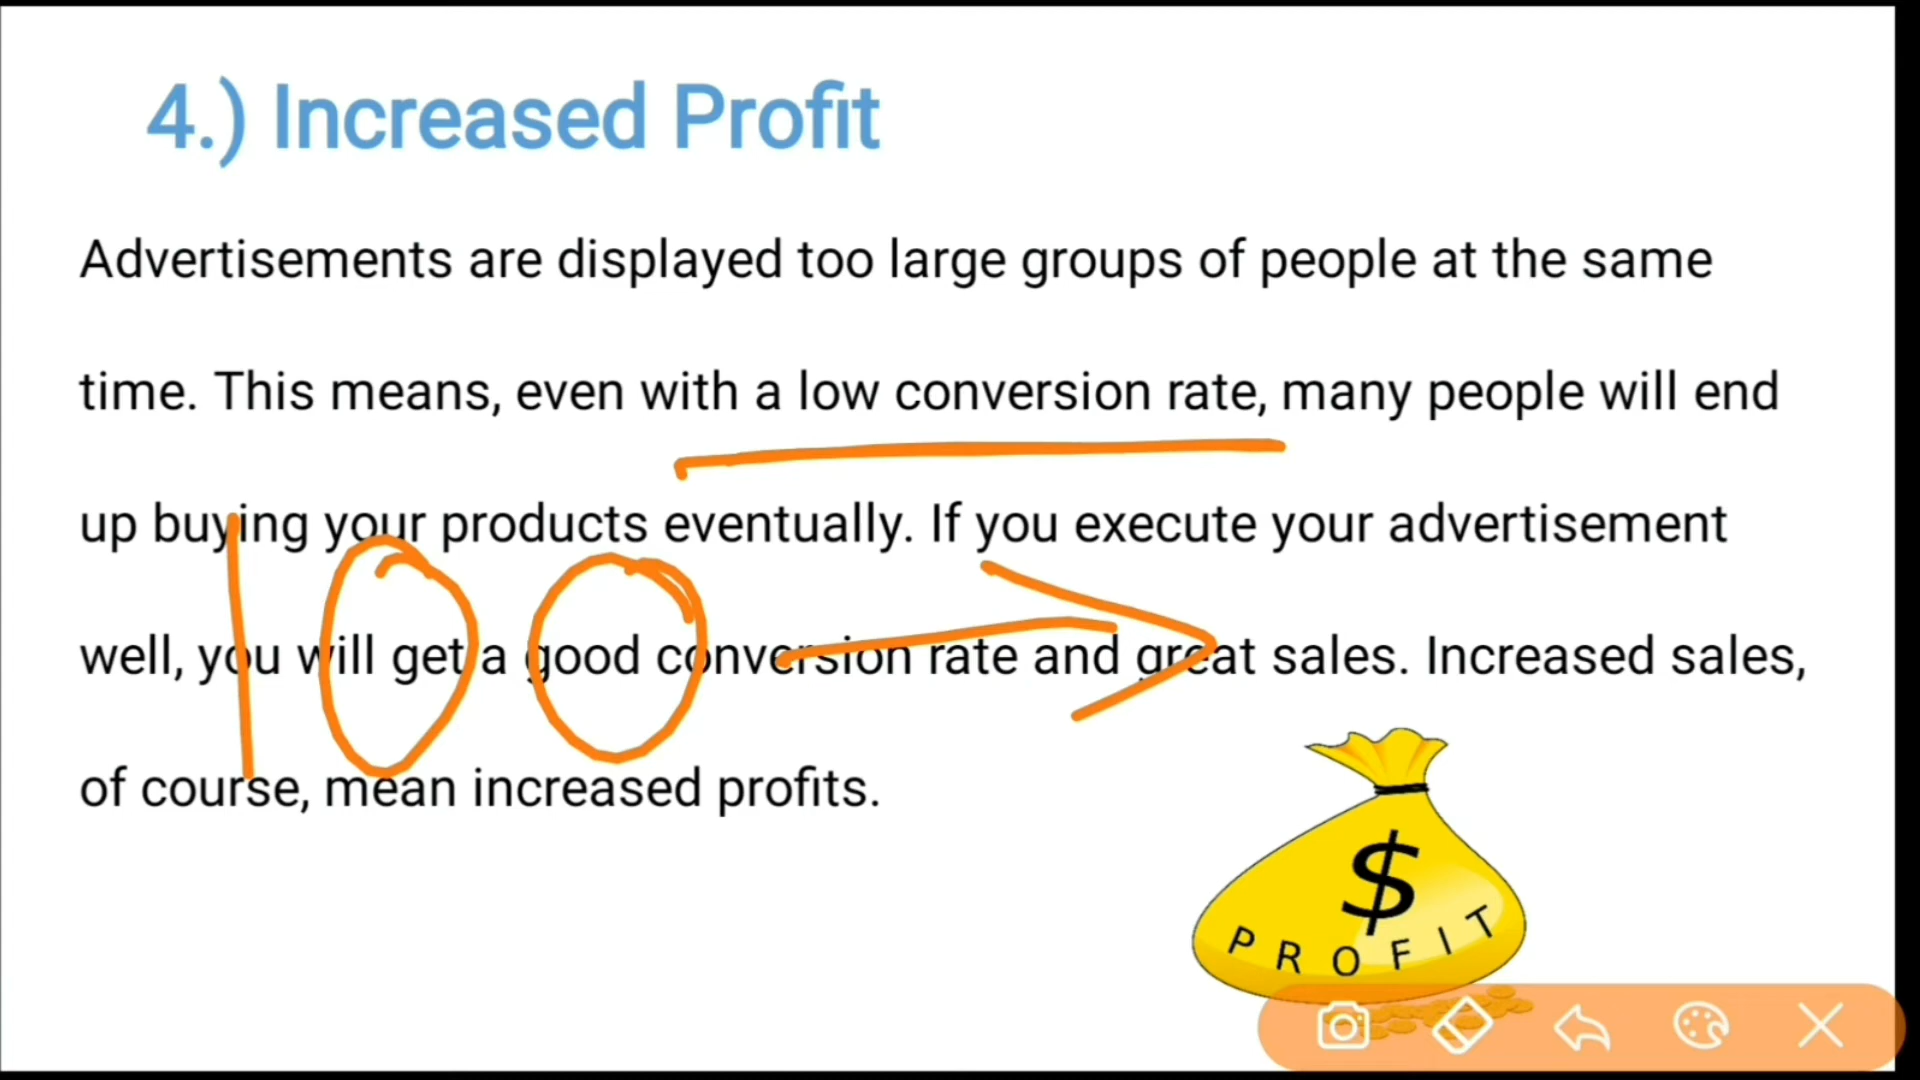 4.) Increased Profit
Advertisements are displayed too large groups of people at the same
time. This means, even with a low conversion rate, many people will end
up buying your products eventually. If you execute your advertisement
well, you will get a good conversion rate and great sales. Increased sales,
of course, mean increased profits.
100
$
PROFIT